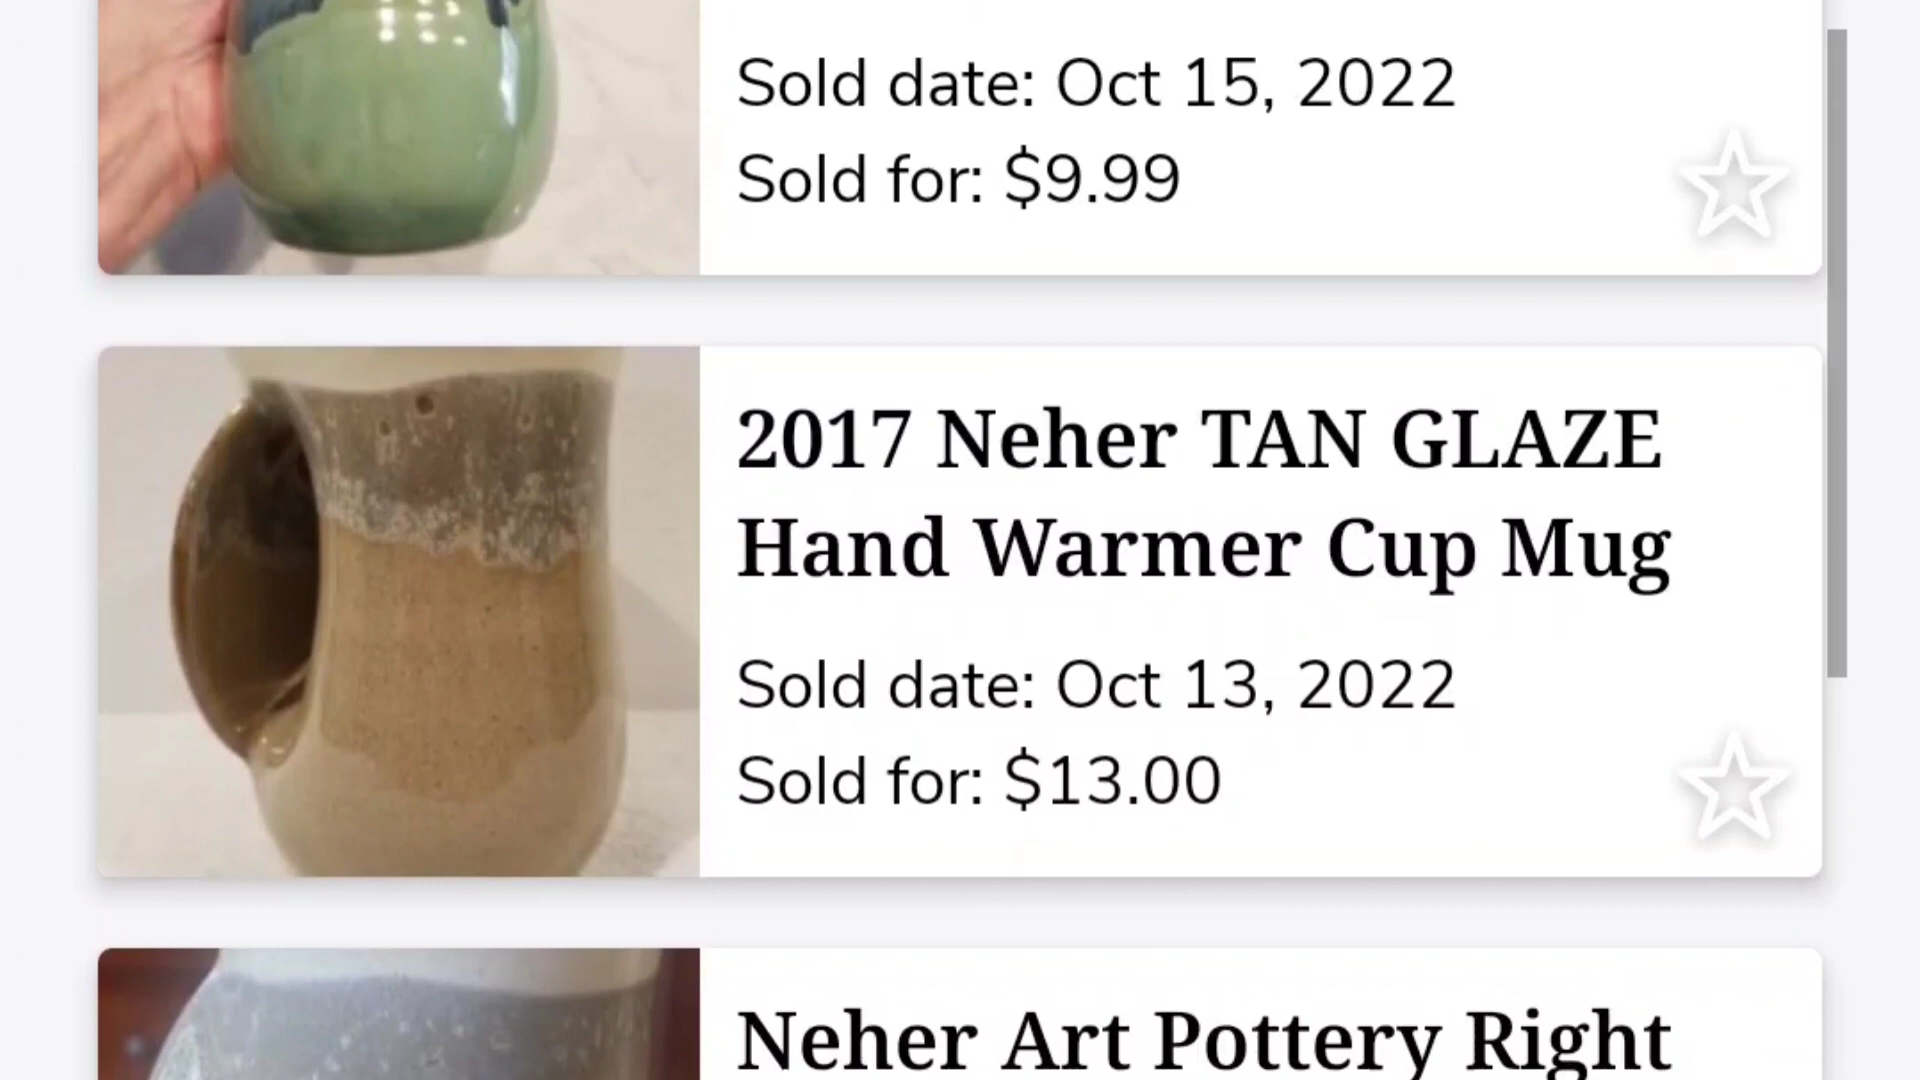 Sold date: Oct 15, 2022
Sold for: $9.99
2017 Neher TAN GLAZE
Hand Warmer Cup Mug
Sold date: Oct 13, 2022
Sold for: $13.00
Neher Art Pottery Right